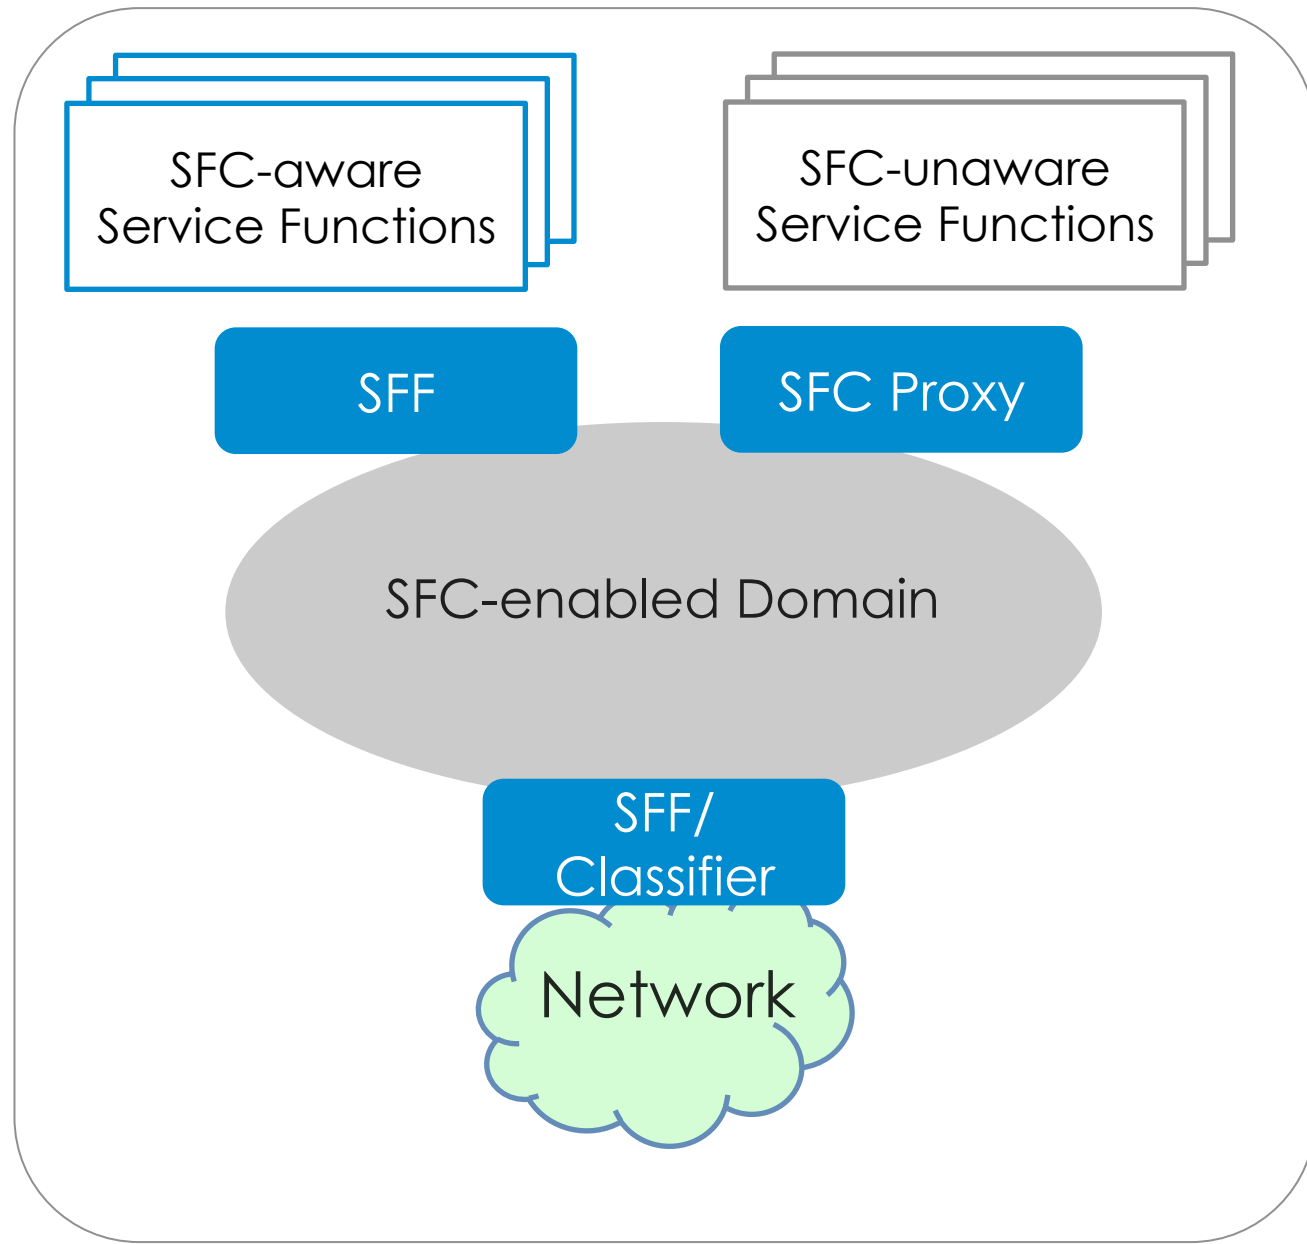 SFC-aware
Service Functions
SFC-unaware
Service Functions
SFF
SFC Proxy
SFC-enabled Domain
SFF/
Classifier
Network